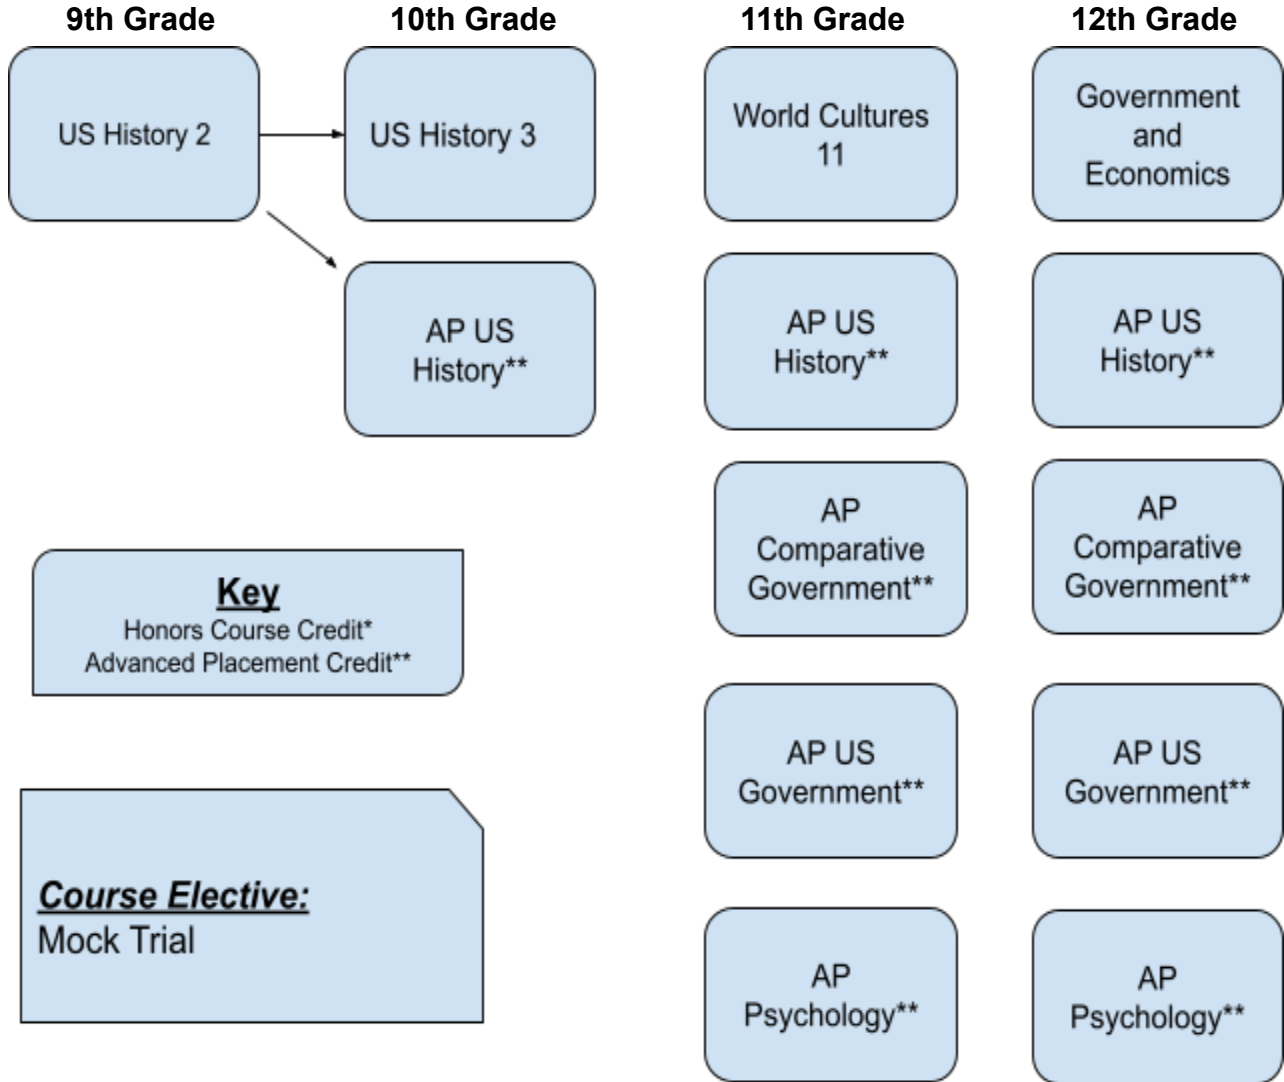 9th Grade
10th Grade
11th Grade
12th Grade
US History 2
US History 3
World Cultures
11
Government
and
Economics
AP US
History**
AP US
History**
AP US
History**
AP
Comparative
Government**
AP
Comparative
Government**
Key
Honors Course Credit*
Advanced Placement Credit**
AP US
Government**
AP US
Government**
Course Elective:
Mock Trial
AP
Psychology**
AP
Psychology**